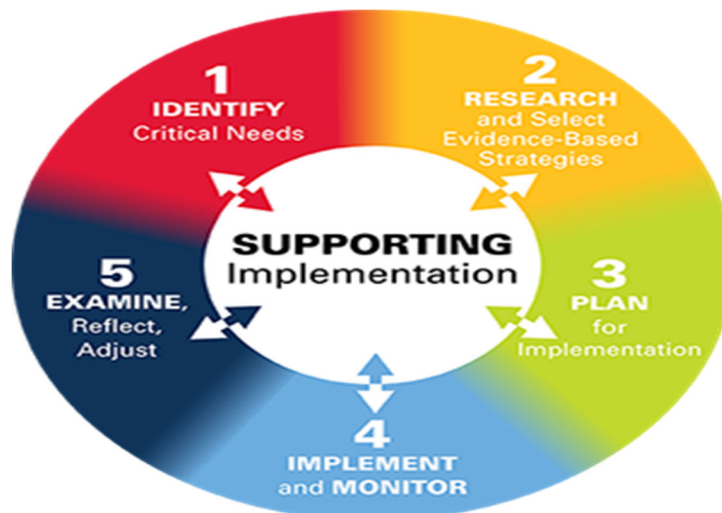 1
IDENTIFY
Critical Needs
2
RESEARCH
and Select
Evidence-Based
Strategies
3
PLAN
for
Implementation
4
IMPLEMENT
and MONITOR
5
EXAMINE,
Reflect,
Adjust
SUPPORTING
Implementation